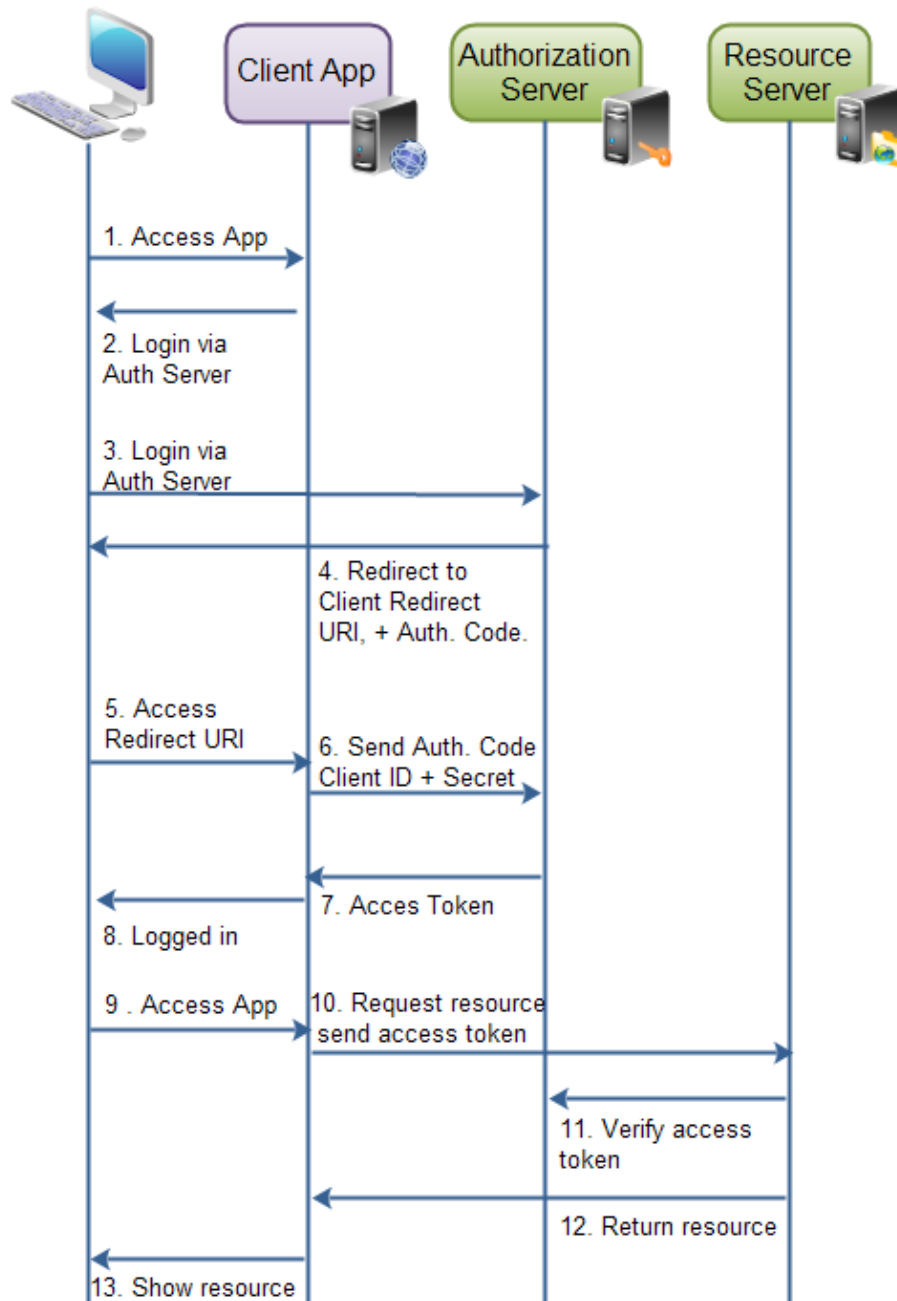 Client App
Authorization
Server
Resource
Server
1. Access App
2. Login via
Auth Server
3. Login via
Auth Server
4. Redirect to
Client Redirect
URI, + Auth. Code.
5. Access
Redirect URI
6. Send Auth. Code
Client ID + Secret
7. Acces Token
8. Logged in
9 . Access App
10. Request resource
send access token
11. Verify access
token
12. Return resource
13. Show resource